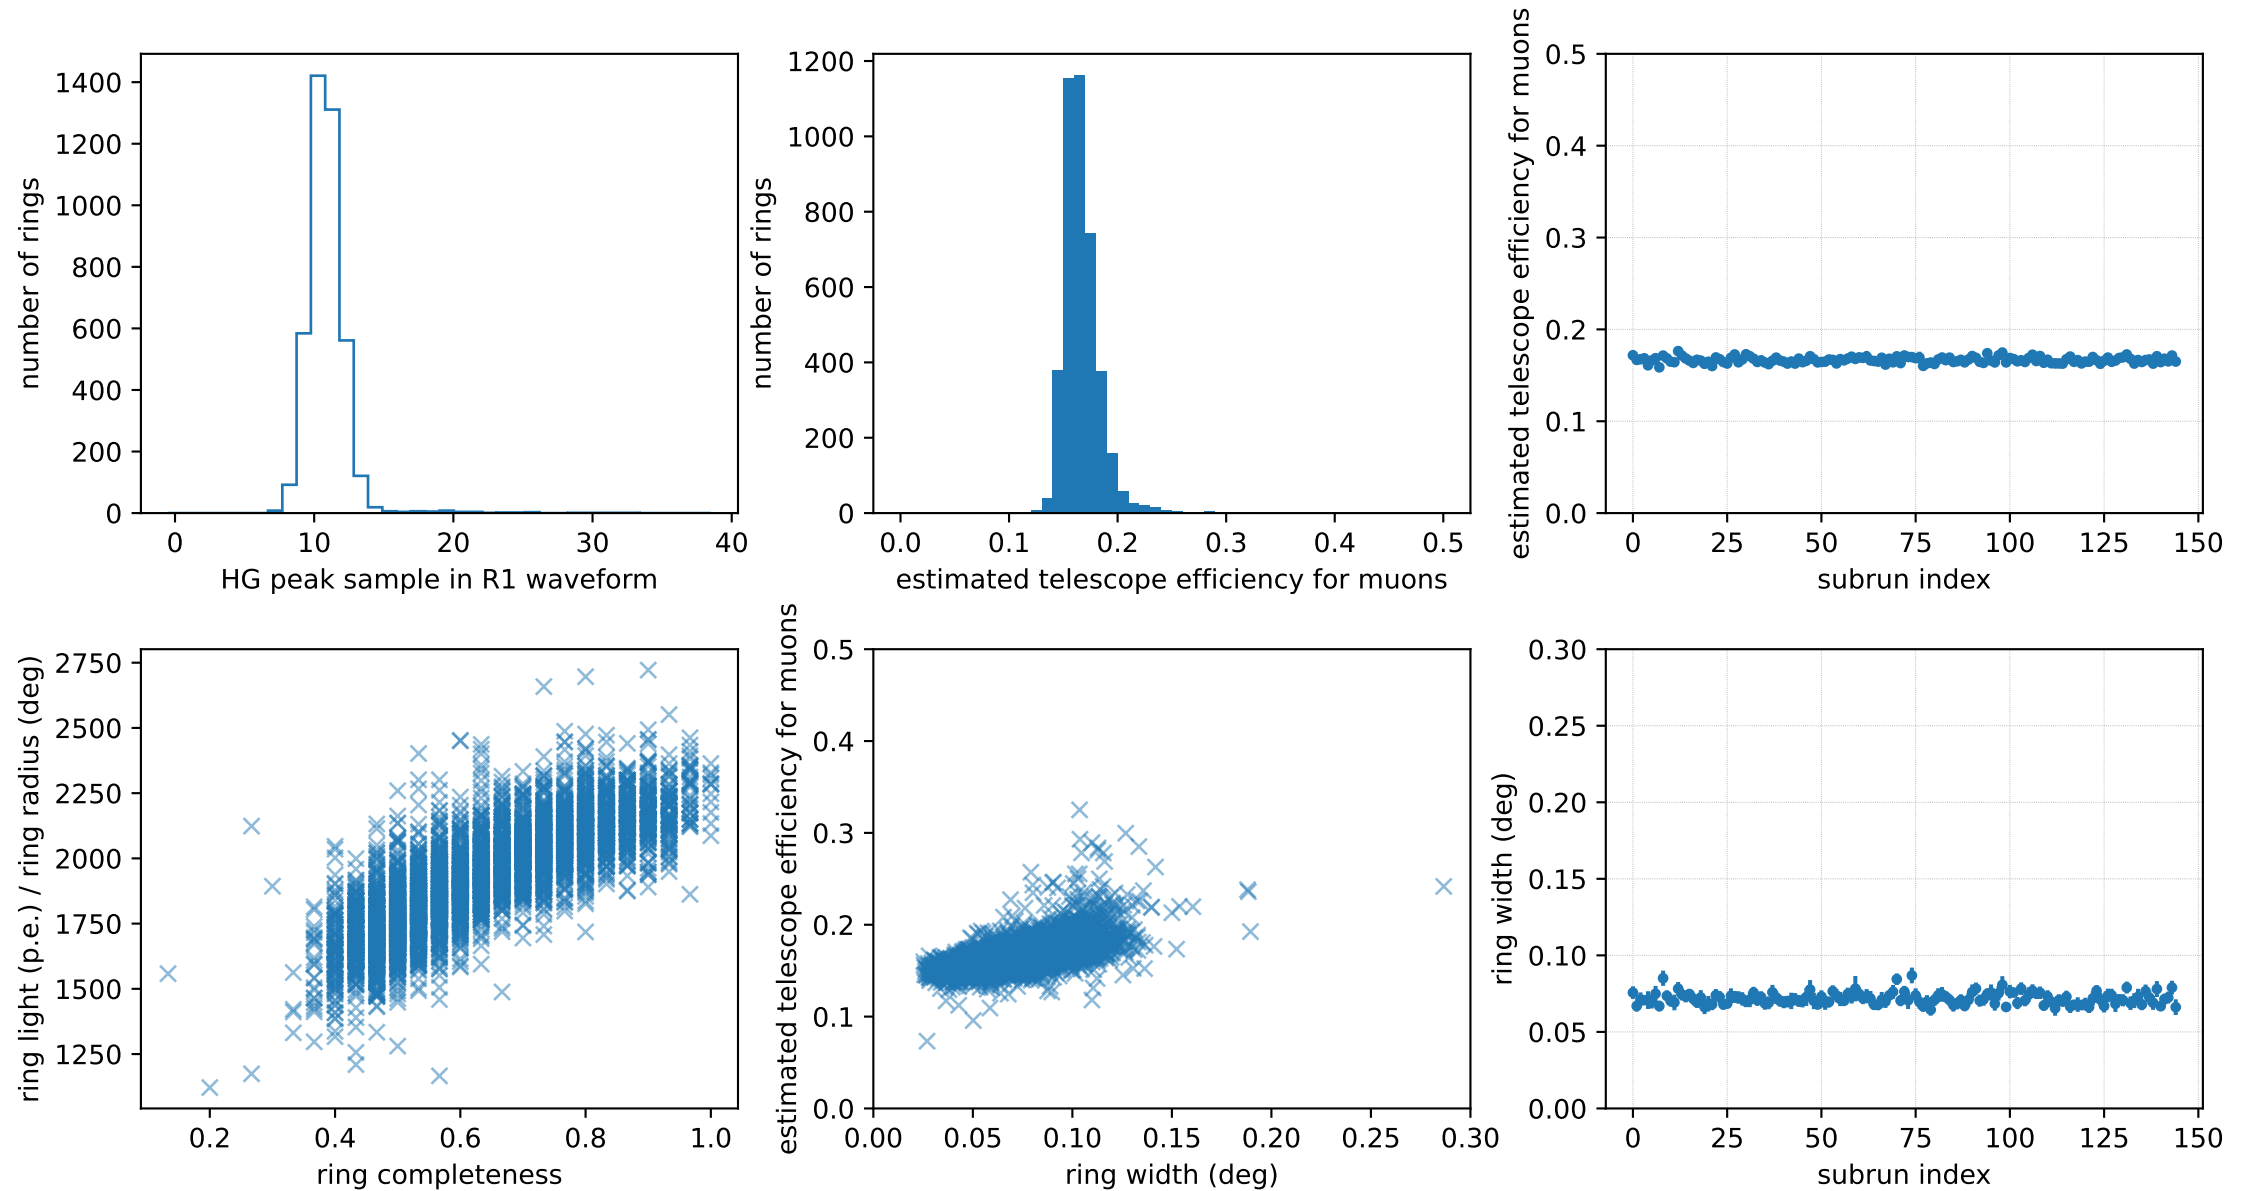 number of rings
1400
1200
1000
800
600
400
200
0
0 10 20 30 40
HG peak sample in R1 waveform
number of rings
1200
1000
800
600
400
200
0
0.0 0.1 0.2 0.3 0.4 0.5
estimated telescope efficiency for muons
estimated telescope efficiency for muons
0.5
0.4
0.3
0.2
0.1
0.0
0 25 50 75 100 125 150
subrun index
ring light (p.e.) / ring radius (deg)
2750
2500
2250
2000
1750
1500
1250
0.2 0.4 0.6 0.8 1.0
ring completeness
estimated telescope efficiency for muons
0.5
0.4
0.3
0.2
0.1
0.0
0.00 0.05 0.10 0.15 0.20 0.25 0.30
ring width (deg)
ring width (deg)
0.30
0.25
0.20
0.15
0.10
0.05
0.00
0 25 50 75 100 125 150
subrun index